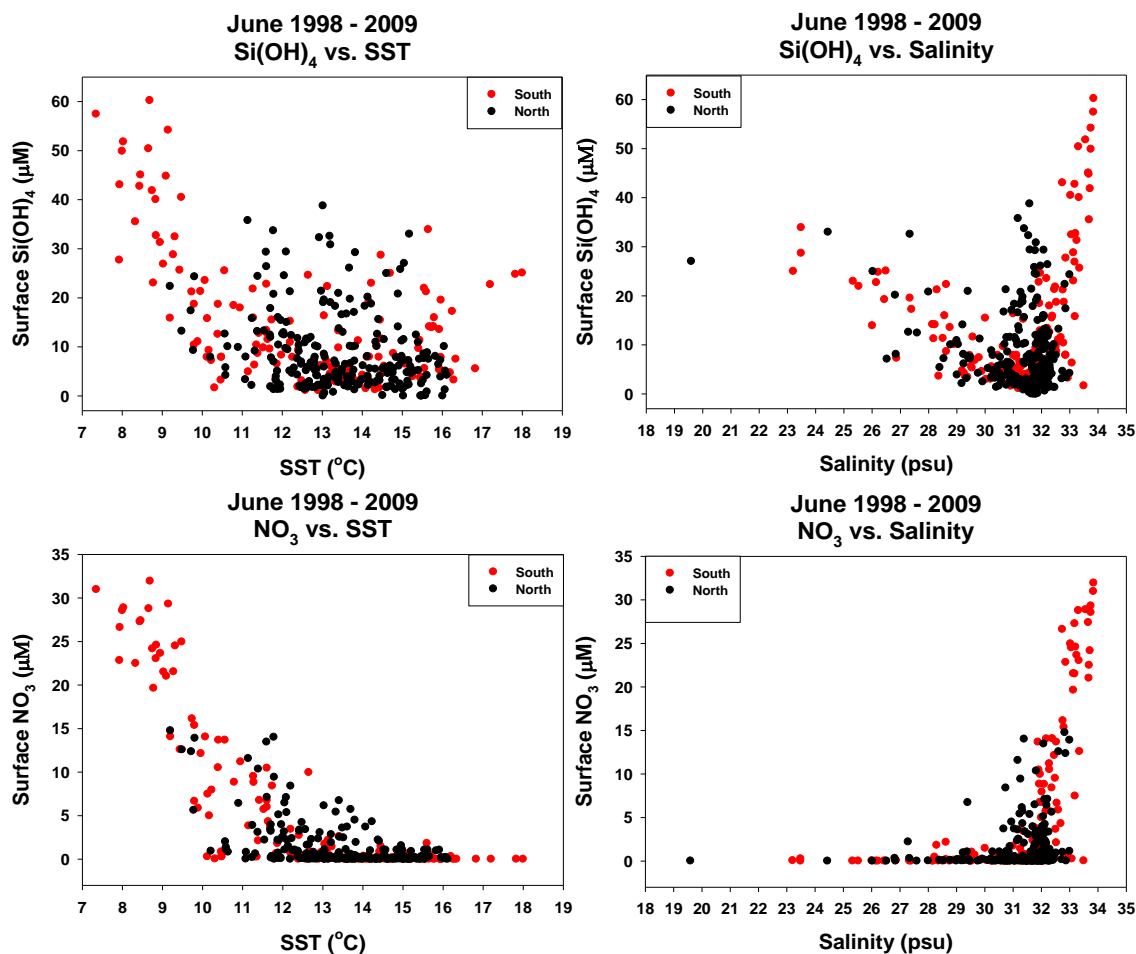 June 1998 - 2009
Si(OH)4 vs. SST
Surface Si(OH)4 (μM)
60
50
40
30
20
10
0
South
North
7 8 9 10 11 12 13 14 15 16 17 18 19
SST (oC)
June 1998 - 2009
Si(OH)4 vs. Salinity
Surface Si(OH)4 (μM)
60
50
40
30
20
10
0
South
North
18 19 20 21 22 23 24 25 26 27 28 29 30 31 32 33 34 35
Salinity (psu)
June 1998 - 2009
NO3 vs. SST
Surface NO3 (μM)
35
30
25
20
15
10
5
0
South
North
7 8 9 10 11 12 13 14 15 16 17 18 19
SST (oC)
June 1998 - 2009
NO3 vs. Salinity
Surface NO3 (μM)
35
30
25
20
15
10
5
0
South
North
18 19 20 21 22 23 24 25 26 27 28 29 30 31 32 33 34 35
Salinity (psu)